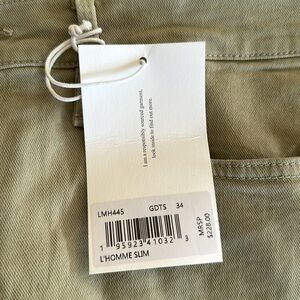 I am a responsibly sourced garment,
look inside to find out more.
LMH445 GDTS 34
1 95923 41032 3
L'HOMME SLIM
MRSP
$228.00